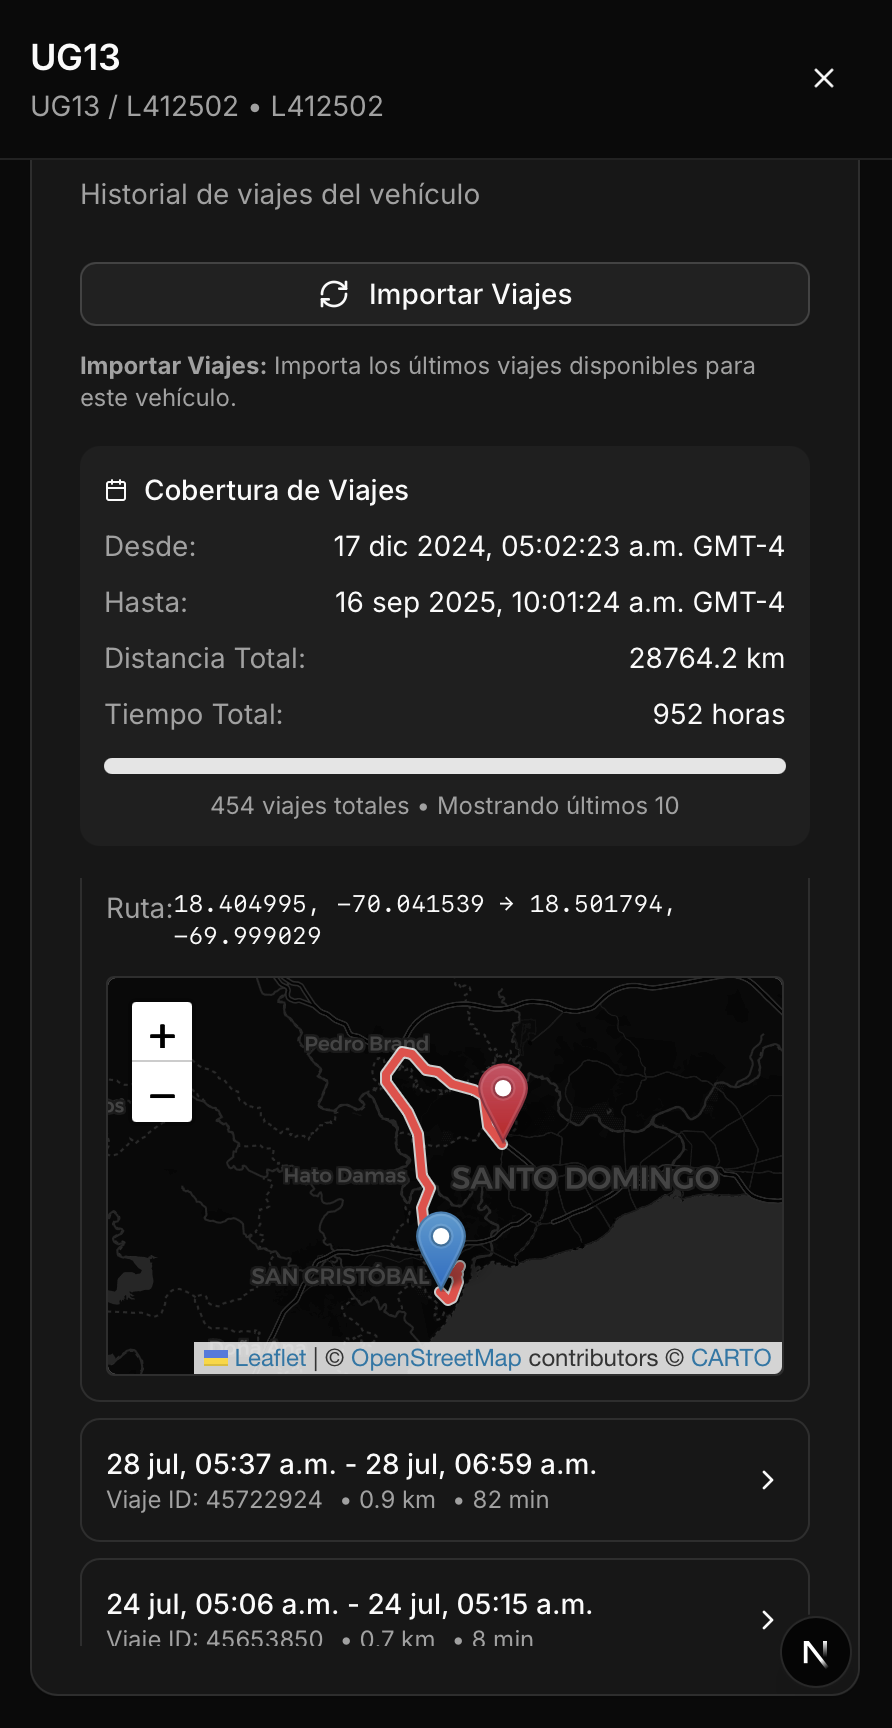 UG13
UG13 / L412502 • L412502
Historial de viajes del vehículo
Importar Viajes
Importar Viajes: Importa los últimos viajes disponibles para
este vehículo.
Cobertura de Viajes
Desde: 17 dic 2024, 05:02:23 a.m. GMT-4
Hasta: 16 sep 2025, 10:01:24 a.m. GMT-4
Distancia Total: 28764.2 km
Tiempo Total: 952 horas
454 viajes totales • Mostrando últimos 10
Ruta: 18.404995, -70.041539 → 18.501794,
-69.999029
+
−
Pedro Brand
os
Hato Damas
SANTO DOMINGO
SAN CRISTÓBAL
Leaflet | © OpenStreetMap contributors © CARTO
28 jul, 05:37 a.m. - 28 jul, 06:59 a.m.
Viaje ID: 45722924 • 0.9 km • 82 min
24 jul, 05:06 a.m. - 24 jul, 05:15 a.m.
Viaje ID: 45653850 • 0.7 km • 8 min
N